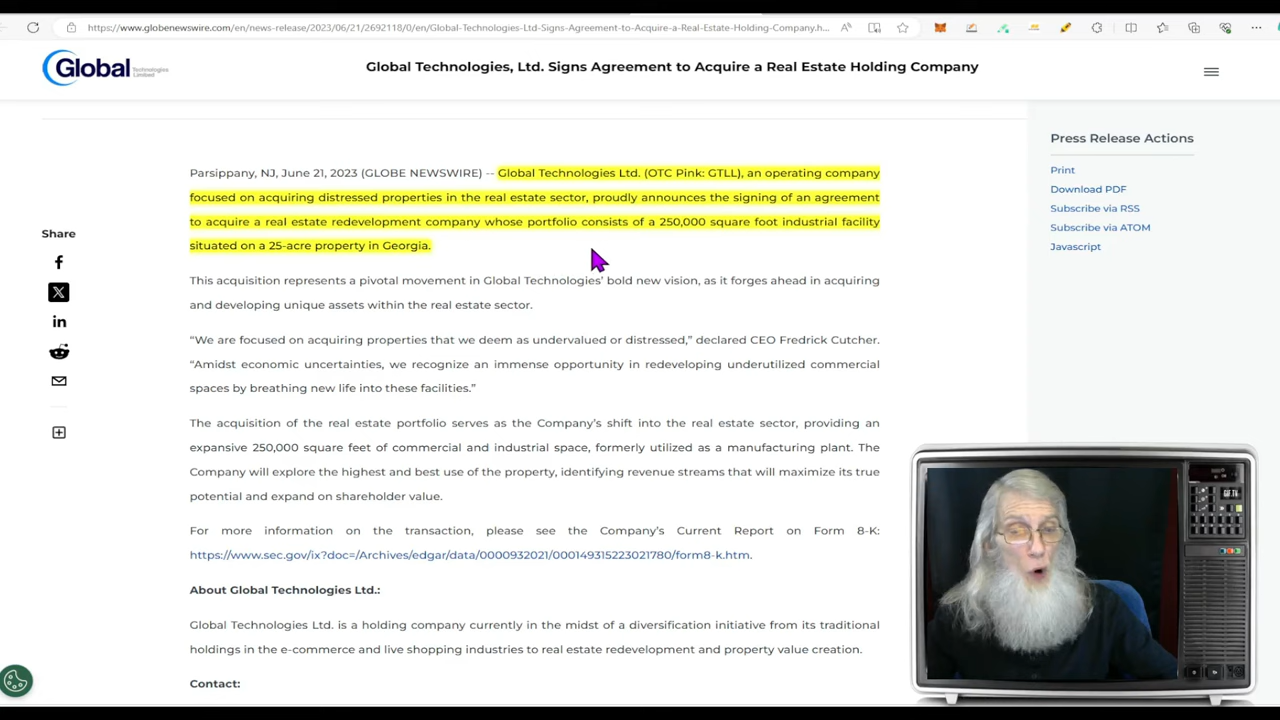 https://www.globenewswire.com/en/news-release/2023/06/21/2692118/0/en/Global-Technologies-Ltd-Signs-Agreement-to-Acquire-a-Real-Estate-Holding-Company.h...
Global Technologies Limited
Global Technologies, Ltd. Signs Agreement to Acquire a Real Estate Holding Company
Press Release Actions
Print
Download PDF
Subscribe via RSS
Subscribe via ATOM
Javascript
Share
Parsippany, NJ, June 21, 2023 (GLOBE NEWSWIRE) -- Global Technologies Ltd. (OTC Pink: GTLL), an operating company
focused on acquiring distressed properties in the real estate sector, proudly announces the signing of an agreement
to acquire a real estate redevelopment company whose portfolio consists of a 250,000 square foot industrial facility
situated on a 25-acre property in Georgia.
This acquisition represents a pivotal movement in Global Technologies’ bold new vision, as it forges ahead in acquiring
and developing unique assets within the real estate sector.
“We are focused on acquiring properties that we deem as undervalued or distressed,” declared CEO Fredrick Cutcher.
“Amidst economic uncertainties, we recognize an immense opportunity in redeveloping underutilized commercial
spaces by breathing new life into these facilities.”
The acquisition of the real estate portfolio serves as the Company’s shift into the real estate sector, providing an
expansive 250,000 square feet of commercial and industrial space, formerly utilized as a manufacturing plant. The
Company will explore the highest and best use of the property, identifying revenue streams that will maximize its true
potential and expand on shareholder value.
For more information on the transaction, please see the Company’s Current Report on Form 8-K:
https://www.sec.gov/ix?doc=/Archives/edgar/data/0000932021/000149315223021780/form8-k.htm.
About Global Technologies Ltd.:
Global Technologies Ltd. is a holding company currently in the midst of a diversification initiative from its traditional
holdings in the e-commerce and live shopping industries to real estate redevelopment and property value creation.
Contact: